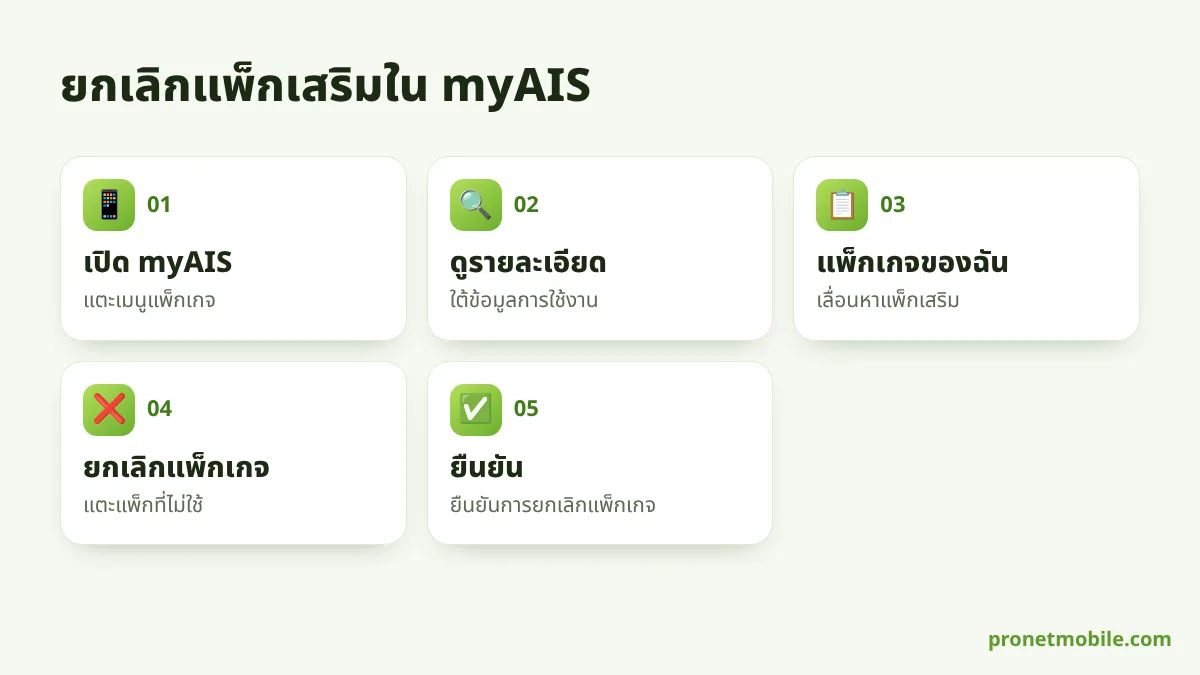 ยกเลิกแพ็กเสริมใน myAIS
01
เปิด myAIS
แตะเมนูแพ็กเกจ
02
ดูรายละเอียด
ใต้ข้อมูลการใช้งาน
03
แพ็กเกจของฉัน
เลื่อนหาแพ็กเสริม
04
ยกเลิกแพ็กเกจ
แตะแพ็กที่ไม่ใช้
05
ยืนยัน
ยืนยันการยกเลิกแพ็กเกจ
pronetmobile.com